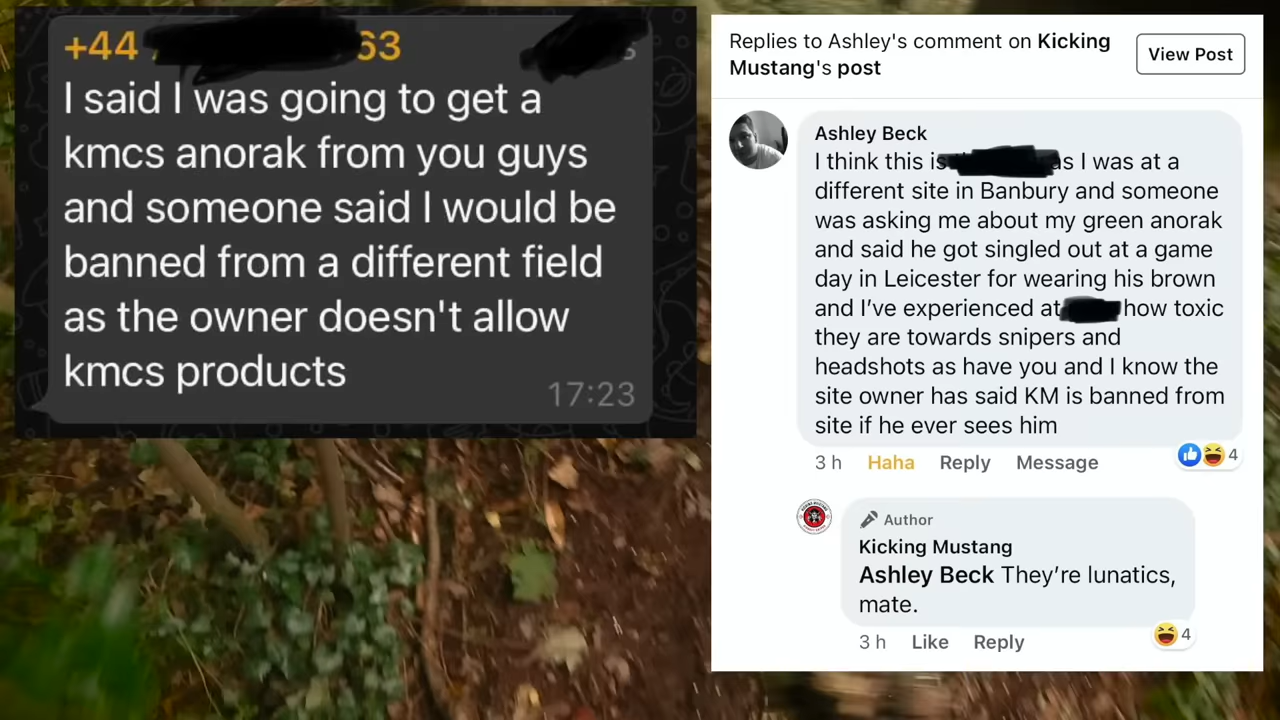 +44 63
I said I was going to get a
kmcs anorak from you guys
and someone said I would be
banned from a different field
as the owner doesn't allow
kmcs products
17:23
Replies to Ashley's comment on Kicking
Mustang's post
View Post
Ashley Beck
I think this is as I was at a
different site in Banbury and someone
was asking me about my green anorak
and said he got singled out at a game
day in Leicester for wearing his brown
and I've experienced at how toxic
they are towards snipers and
headshots as have you and I know the
site owner has said KM is banned from
site if he ever sees him
3 h Haha Reply Message 4
Author
Kicking Mustang
Ashley Beck They're lunatics,
mate.
3 h Like Reply 4